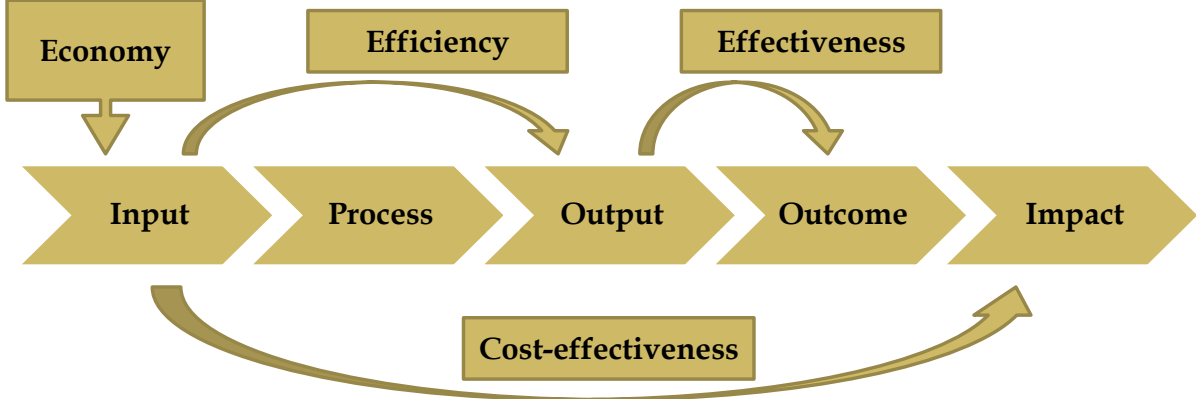 Economy
Efficiency
Effectiveness
Input
Process
Output
Outcome
Impact
Cost-effectiveness